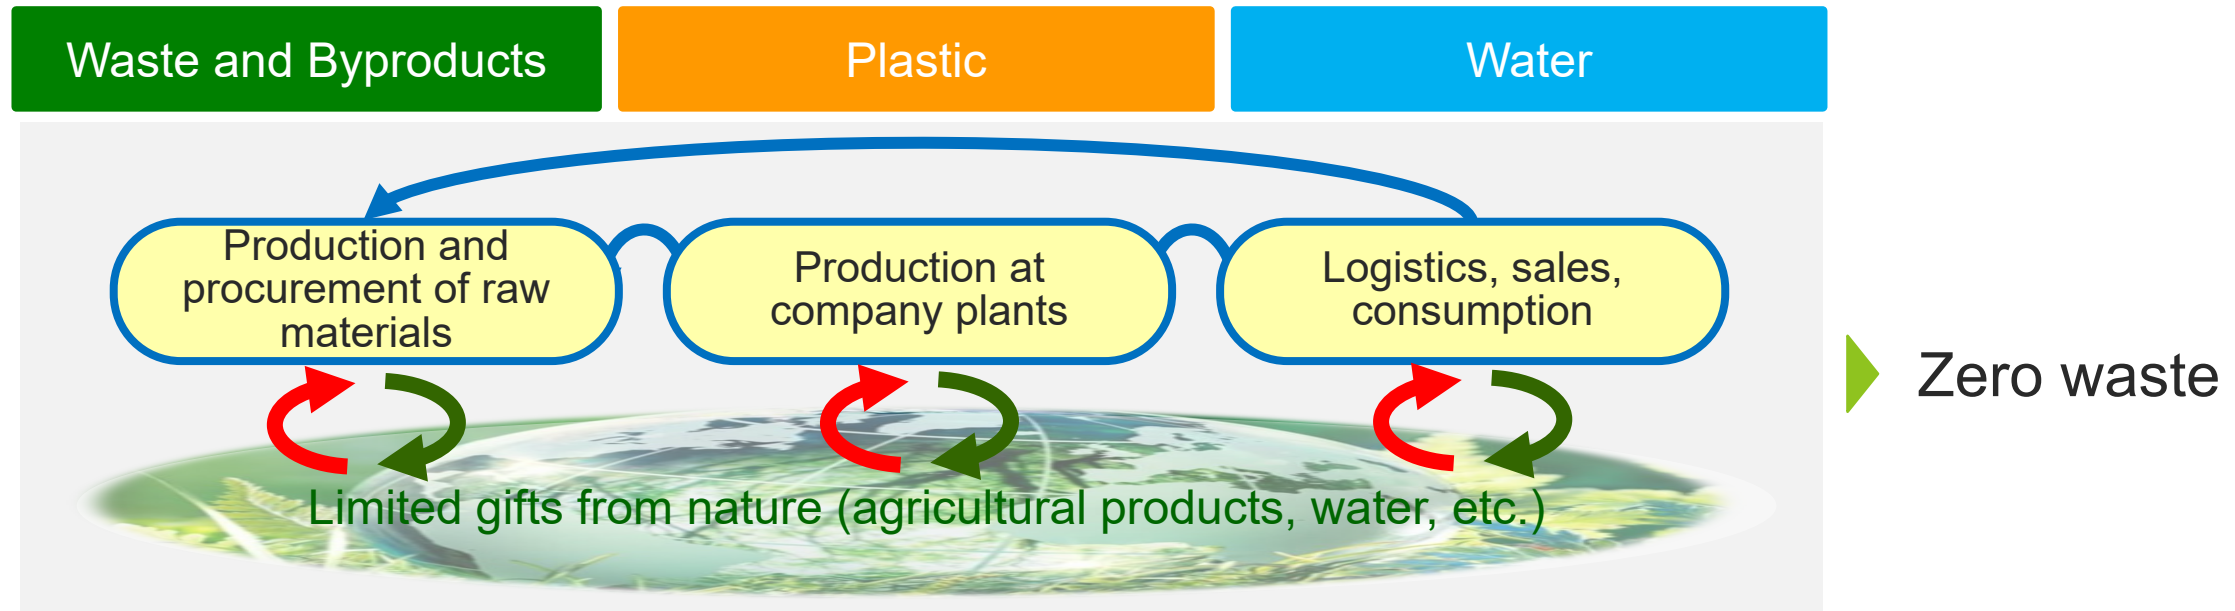 Waste and Byproducts
Plastic
Water
Production and
procurement of raw
materials
Production at
company plants
Logistics, sales,
consumption
Zero waste
Limited gifts from nature (agricultural products, water, etc.)